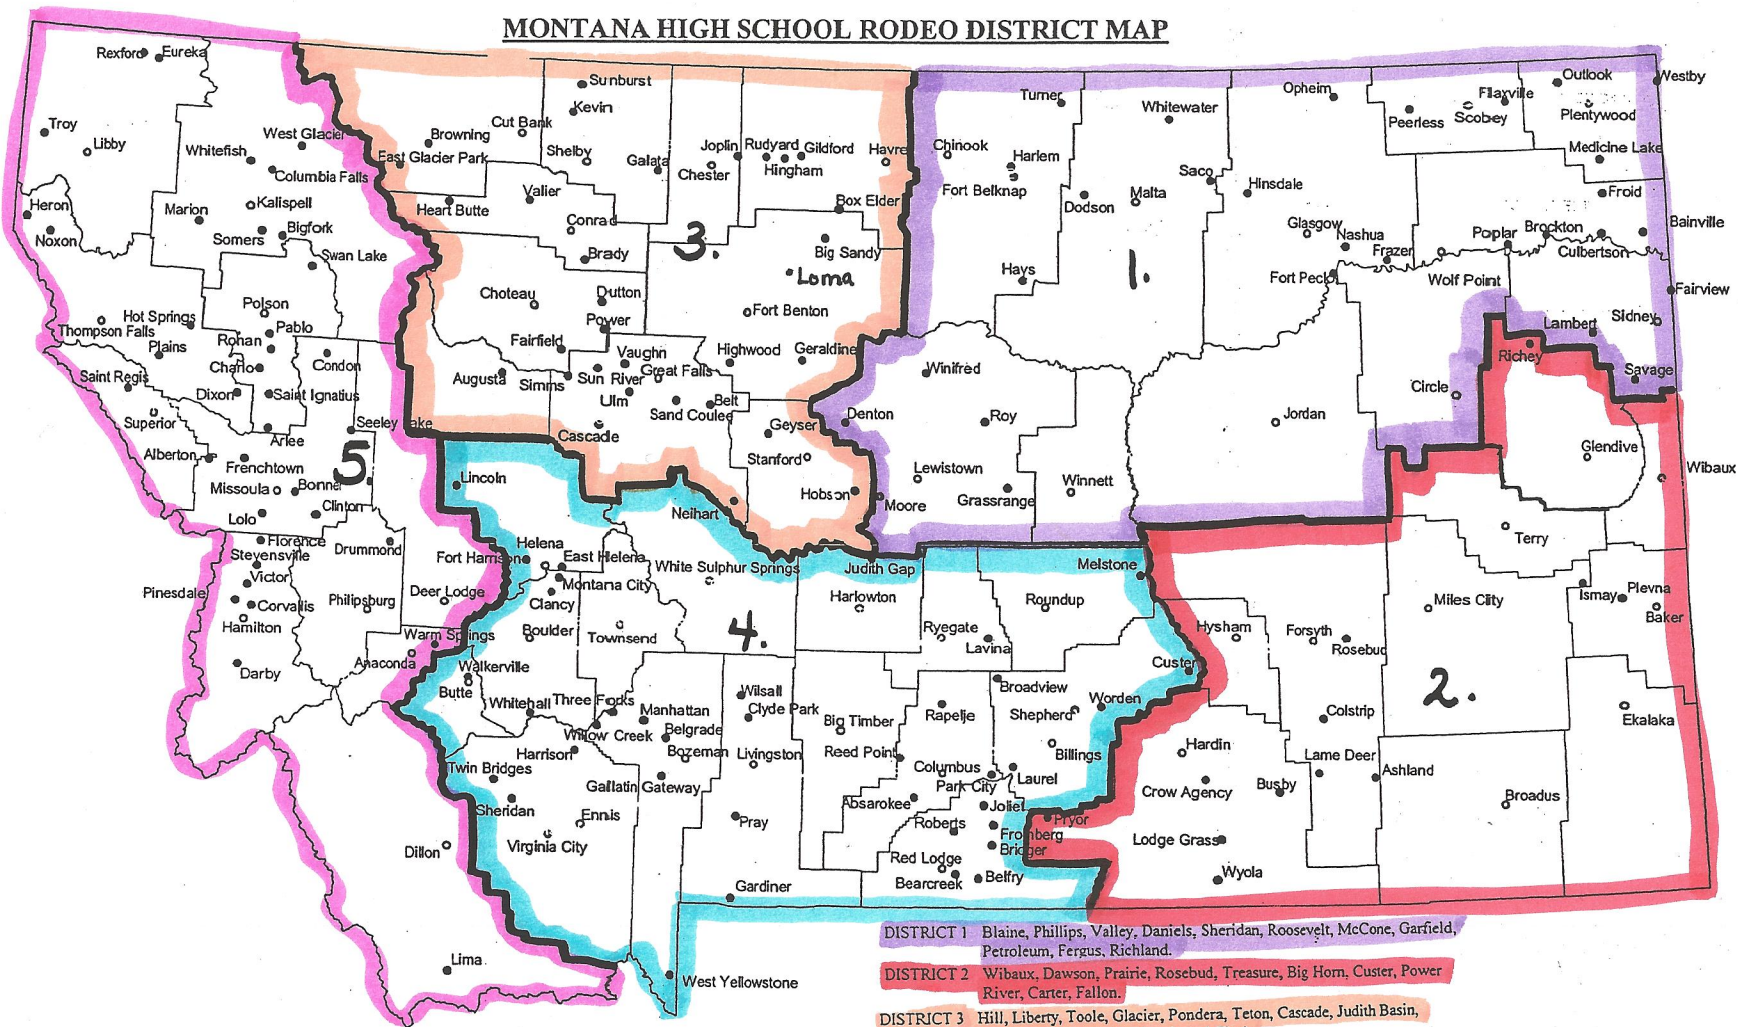 MONTANA HIGH SCHOOL RODEO DISTRICT MAP
Rexford Eureka
Troy
Libby
West Glacier
Whitefish
Columbia Falls
Heron
Noxon
Marion
Kalispell
Somers
Bigfork
Swan Lake
Polson
Hot Springs
Thompson Falls
Plains
Pablo
Rohan
Charlo
Condon
Saint Regis
Dixon
Saint Ignatius
Superior
Arlee
Seeley Lake
Alberton
Frenchtown
5
Missoula
Bonner
Clinton
Lolo
Florence
Drummond
Stevensville
Victor
Pinesdale
Corvallis
Philipsburg
Deer Lodge
Hamilton
Warm Springs
Anaconda
Darby
Dillon
Lima
Sunburst
Kevin
Cut Bank
Browning
East Glacier Park
Shelby
Galata
Joplin Rudyard Gildford
Chester
Hingham
Havre
Heart Butte
Valier
Box Elder
Conrad
3.
Brady
Big Sandy
Loma
Choteau
Dutton
Fort Benton
Power
Fairfield
Vaughn
Highwood
Geraldine
Augusta
Simms
Sun River
Great Falls
Ulm
Sand Coulee
Belt
Cascade
Geyser
Stanford
Hobson
Neihart
Turner
Whitewater
Opheim
Outlook
Westby
Flaxville
Peerless
Scobey
Plentywood
Chinook
Harlem
Fort Belknap
Saco
Hinsdale
Medicine Lake
Dodson
Malta
Froid
Glasgow
Nashua
Frazer
Poplar
Brockton
Bainville
Culbertson
1.
Hays
Fort Peck
Wolf Point
Fairview
Lambert
Sidney
Winifred
Circle
Savage
Denton
Roy
Jordan
Lewistown
Grassrange
Winnett
Moore
Richey
Glendive
Wibaux
Terry
Miles City
Ismay
Plevna
Baker
Hysham
Forsyth
Rosebud
2.
Ekalaka
Colstrip
Hardin
Lame Deer
Ashland
Crow Agency
Busby
Broadus
Pryor
Lodge Grass
Wyola
Lincoln
Helena
Fort Harrison
East Helena
Montana City
Clancy
White Sulphur Springs
Judith Gap
Melstone
Harlowton
Roundup
Boulder
Townsend
4.
Ryegate
Lavina
Custer
Walkerville
Butte
Whitehall
Three Forks
Manhattan
Willow Creek
Belgrade
Wilsall
Clyde Park
Broadview
Worden
Big Timber
Rapelje
Shepherd
Harrison
Bozeman
Livingston
Reed Point
Billings
Twin Bridges
Gallatin Gateway
Columbus
Park City
Laurel
Sheridan
Absarokee
Joliet
Ennis
Pray
Roberts
Fromberg
Virginia City
Bridger
Red Lodge
Gardiner
Bearcreek
Belfry
West Yellowstone
DISTRICT 1 Blaine, Phillips, Valley, Daniels, Sheridan, Roosevelt, McCone, Garfield,
Petroleum, Fergus, Richland.
DISTRICT 2 Wibaux, Dawson, Prairie, Rosebud, Treasure, Big Horn, Custer, Power
River, Carter, Fallon.
DISTRICT 3 Hill, Liberty, Toole, Glacier, Pondera, Teton, Cascade, Judith Basin,